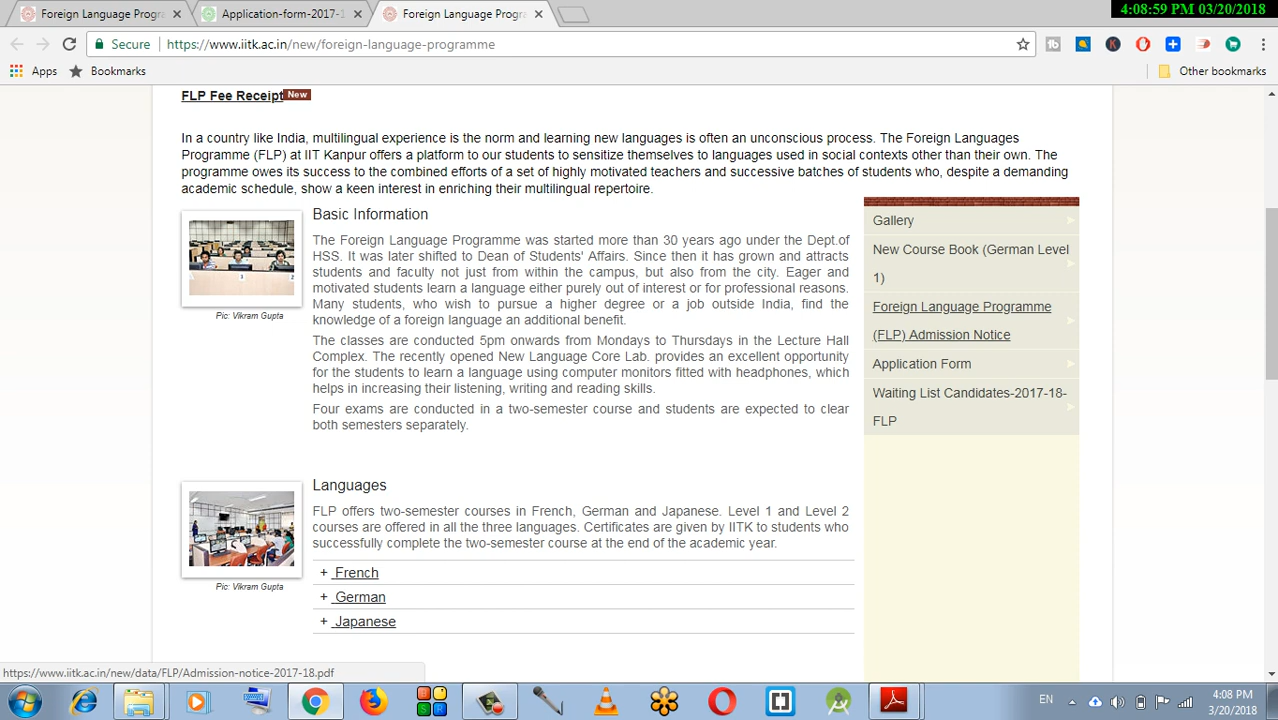 4:08:59 PM 03/20/2018
Foreign Language Progra
Application-form-2017-1
Foreign Language Progra
Secure
https://www.iitk.ac.in/new/foreign-language-programme
Apps
Bookmarks
Other bookmarks
FLP Fee Receipt New
In a country like India, multilingual experience is the norm and learning new languages is often an unconscious process. The Foreign Languages
Programme (FLP) at IIT Kanpur offers a platform to our students to sensitize themselves to languages used in social contexts other than their own. The
programme owes its success to the combined efforts of a set of highly motivated teachers and successive batches of students who, despite a demanding
academic schedule, show a keen interest in enriching their multilingual repertoire.
Pic: Vikram Gupta
Basic Information
The Foreign Language Programme was started more than 30 years ago under the Dept.of
HSS. It was later shifted to Dean of Students' Affairs. Since then it has grown and attracts
students and faculty not just from within the campus, but also from the city. Eager and
motivated students learn a language either purely out of interest or for professional reasons.
Many students, who wish to pursue a higher degree or a job outside India, find the
knowledge of a foreign language an additional benefit.
The classes are conducted 5pm onwards from Mondays to Thursdays in the Lecture Hall
Complex. The recently opened New Language Core Lab. provides an excellent opportunity
for the students to learn a language using computer monitors fitted with headphones, which
helps in increasing their listening, writing and reading skills.
Four exams are conducted in a two-semester course and students are expected to clear
both semesters separately.
Pic: Vikram Gupta
Languages
FLP offers two-semester courses in French, German and Japanese. Level 1 and Level 2
courses are offered in all the three languages. Certificates are given by IITK to students who
successfully complete the two-semester course at the end of the academic year.
+ French
+ German
+ Japanese
Gallery
New Course Book (German Level
1)
Foreign Language Programme
(FLP) Admission Notice
Application Form
Waiting List Candidates-2017-18-
FLP
https://www.iitk.ac.in/new/data/FLP/Admission-notice-2017-18.pdf
EN
4:08 PM
3/20/2018